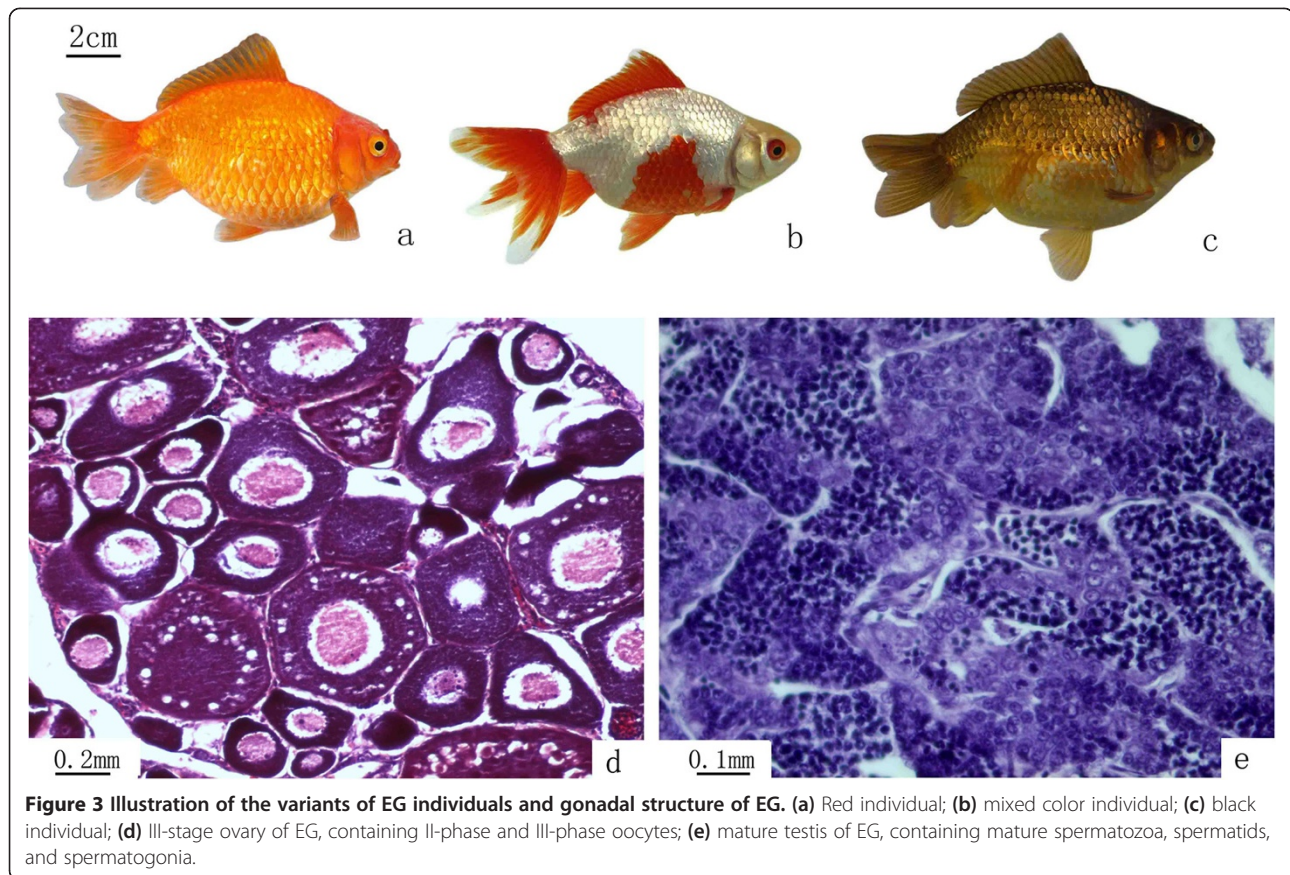 2cm
a
b
c
0.2mm
d
0.1mm
e
Figure 3 Illustration of the variants of EG individuals and gonadal structure of EG. (a) Red individual; (b) mixed color individual; (c) black
individual; (d) III-stage ovary of EG, containing II-phase and III-phase oocytes; (e) mature testis of EG, containing mature spermatozoa, spermatids,
and spermatogonia.